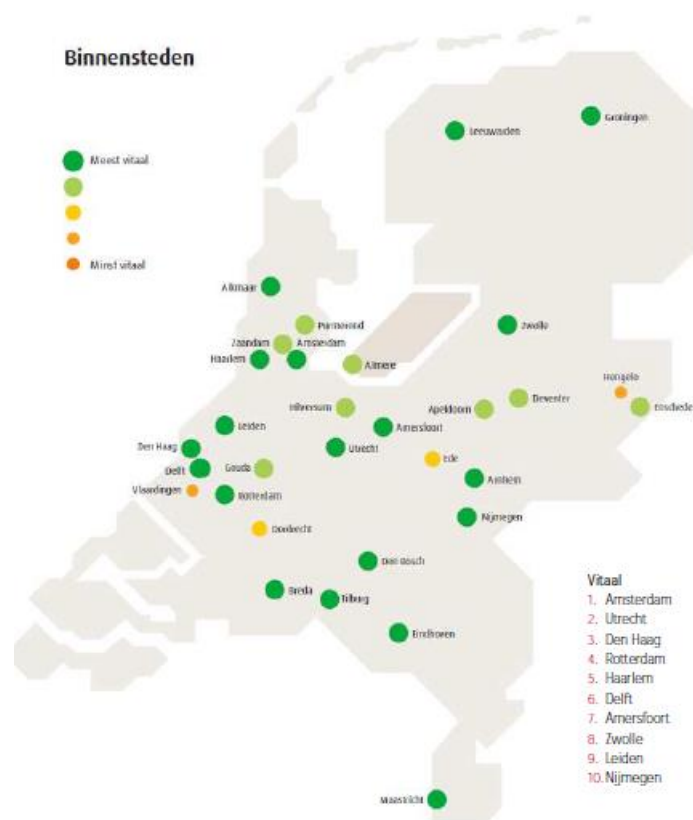 Binnensteden
Meest vitaal
Minst vitaal
Leeuwarden
Groningen
Alkmaar
Purmerend
Zaandam
Amsterdam
Haarlem
Almere
Zwolle
Hengelo
Hilversum
Apeldoorn
Deventer
Enschede
Leiden
Amersfoort
Den Haag
Utrecht
Ede
Delft
Gouda
Arnhem
Vlaardingen
Rotterdam
Nijmegen
Dordrecht
Den Bosch
Breda
Tilburg
Eindhoven
Maastricht
Vitaal
1. Amsterdam
2. Utrecht
3. Den Haag
4. Rotterdam
5. Haarlem
6. Delft
7. Amersfoort
8. Zwolle
9. Leiden
10. Nijmegen